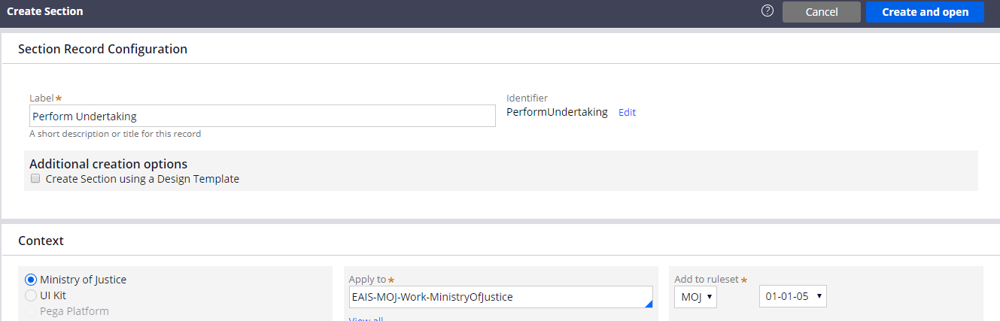 Create Section
? Cancel Create and open
Section Record Configuration
Label* Identifier
Perform Undertaking PerformUndertaking Edit
A short description or title for this record
Additional creation options
Create Section using a Design Template
Context
Ministry of Justice
UI Kit
Pega Platform
Apply to*
EAIS-MOJ-Work-MinistryOfJustice
View all
Add to ruleset*
MOJ 01-01-05